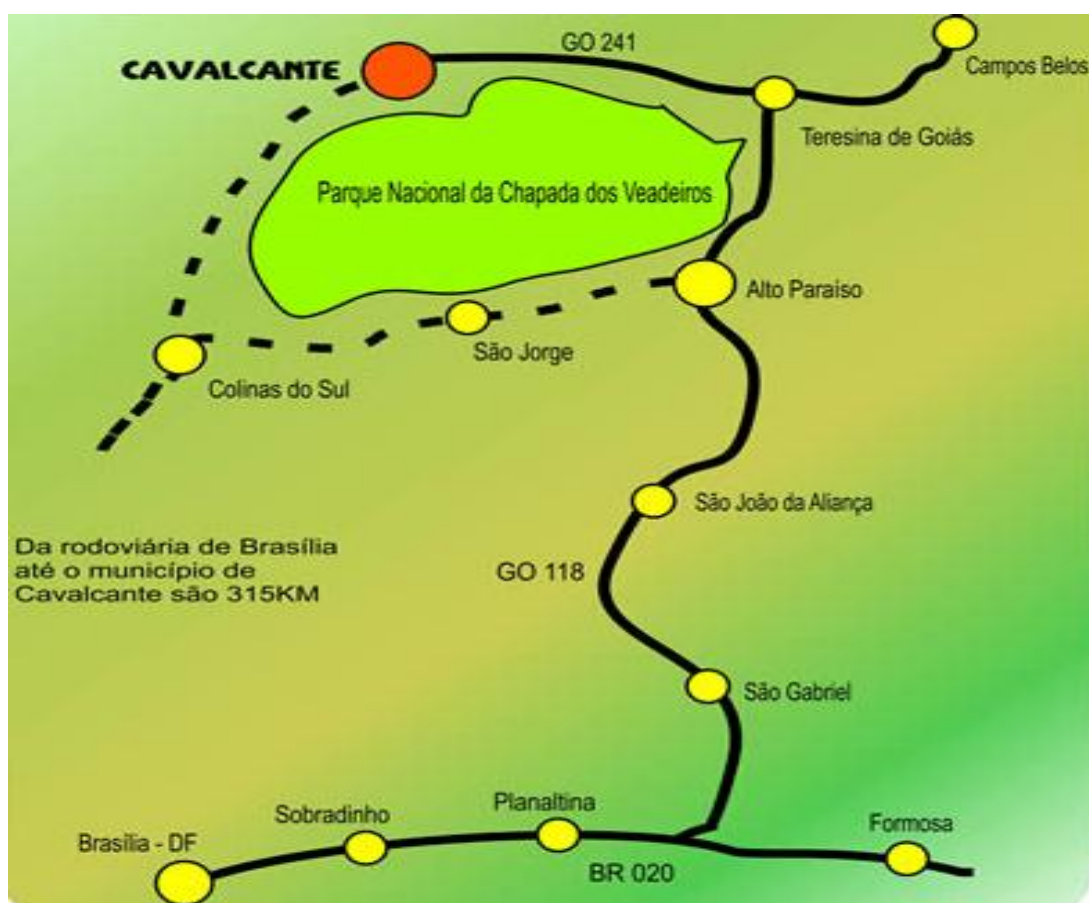 GO 241
CAVALCANTE
Campos Belos
Teresina de Goiás
Parque Nacional da Chapada dos Veadeiros
Alto Paraíso
São Jorge
Colinas do Sul
São João da Aliança
Da rodoviária de Brasília
até o município de
Cavalcante são 315KM
GO 118
São Gabriel
Planaltina
Sobradinho
Formosa
Brasília - DF
BR 020